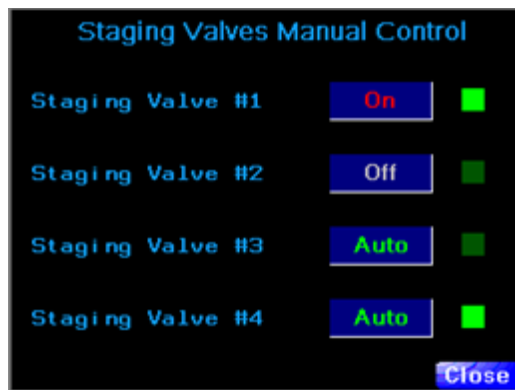 Staging Valves Manual Control
Staging Valve #1 On
Staging Valve #2 Off
Staging Valve #3 Auto
Staging Valve #4 Auto
Close